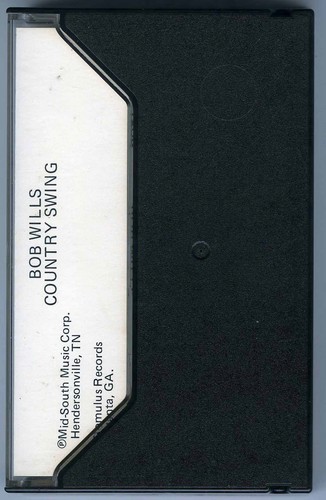 BOB WILLS
COUNTRY SWING
℗Mid-South Music Corp.
Hendersonville, TN
Records
GA.